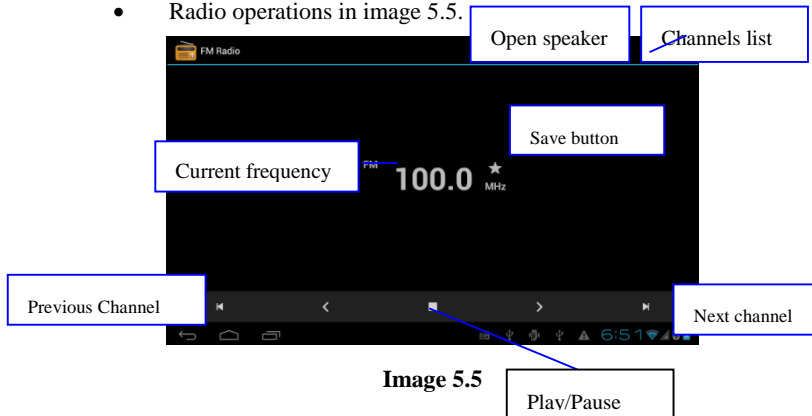 • Radio operations in image 5.5.
Open speaker
Channels list
FM Radio
Save button
Current frequency
FM
100.0
MHz
Previous Channel
Next channel
6:51
Image 5.5
Play/Pause